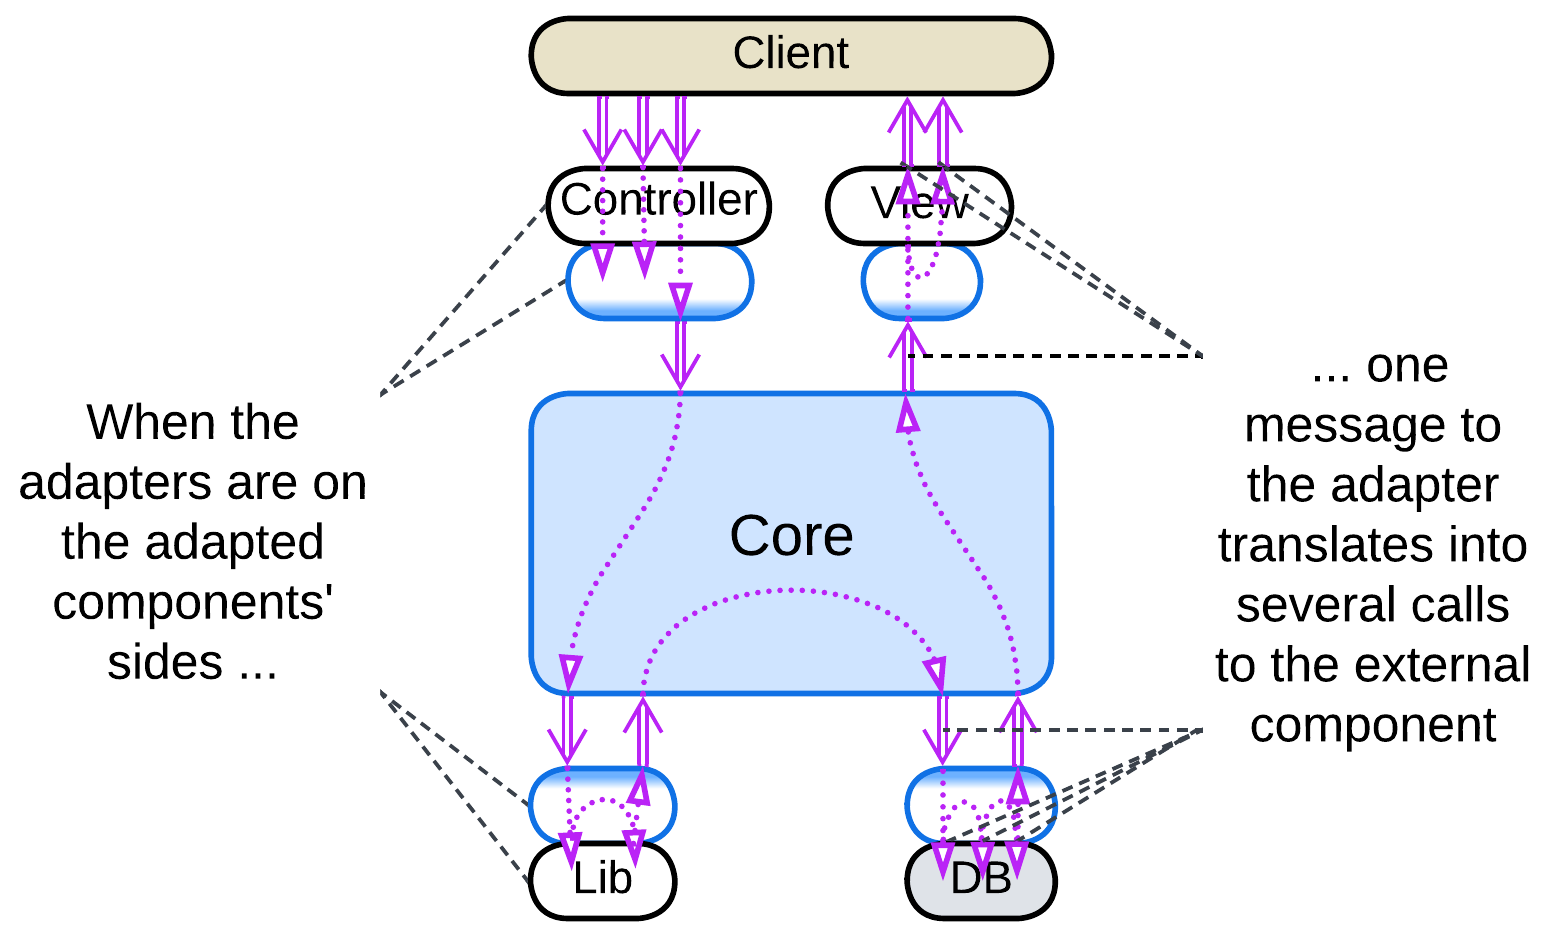 Client
Controller
View
When the
adapters are on
the adapted
components'
sides ...
Core
... one
message to
the adapter
translates into
several calls
to the external
component
Lib
DB